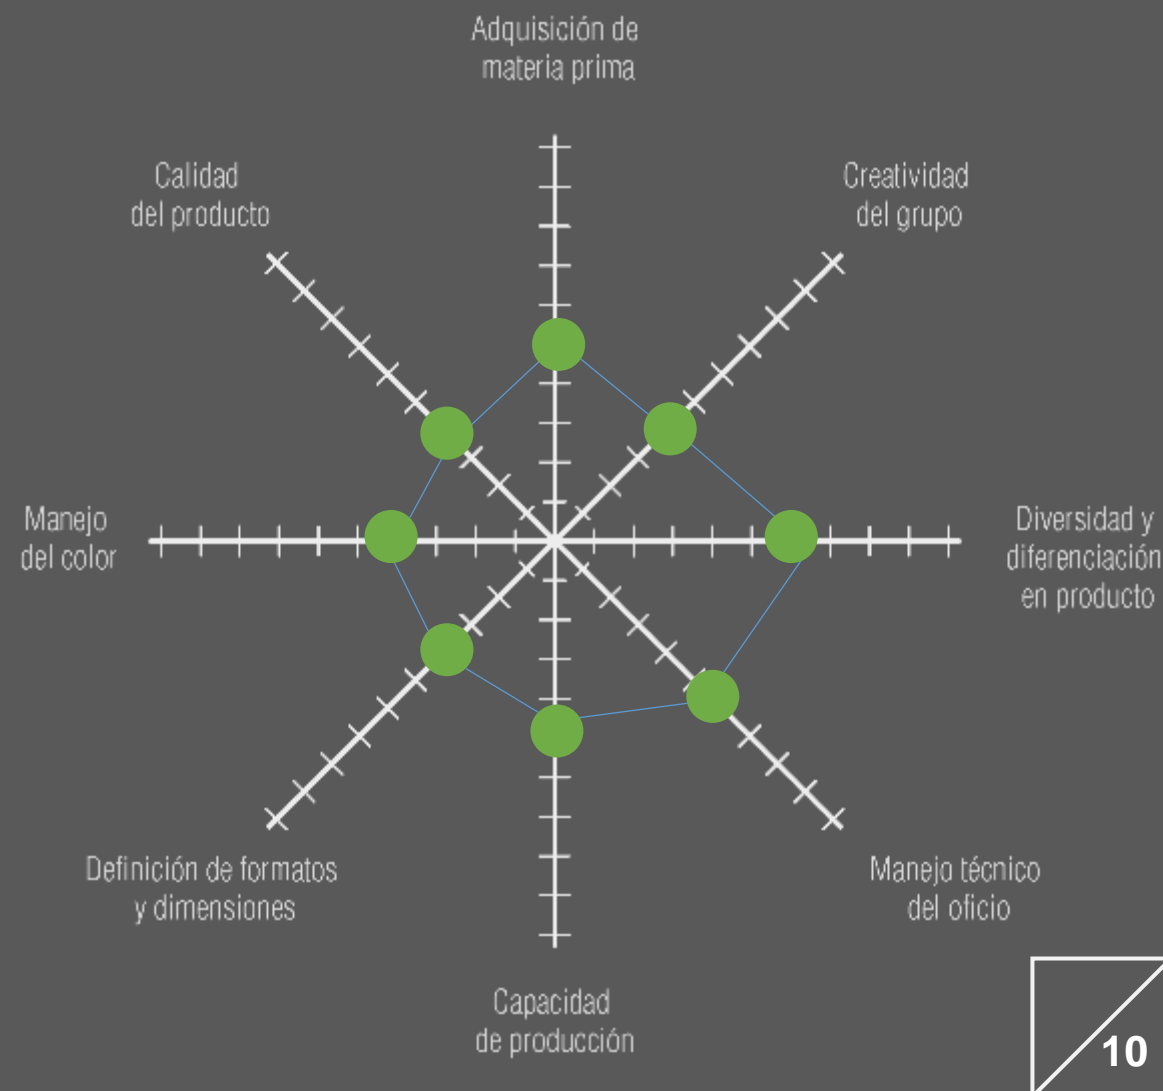 Adquisición de
materia prima
Calidad
del producto
Creatividad
del grupo
Manejo
del color
Diversidad y
diferenciación
en producto
Definición de formatos
y dimensiones
Manejo técnico
del oficio
Capacidad
de producción
10